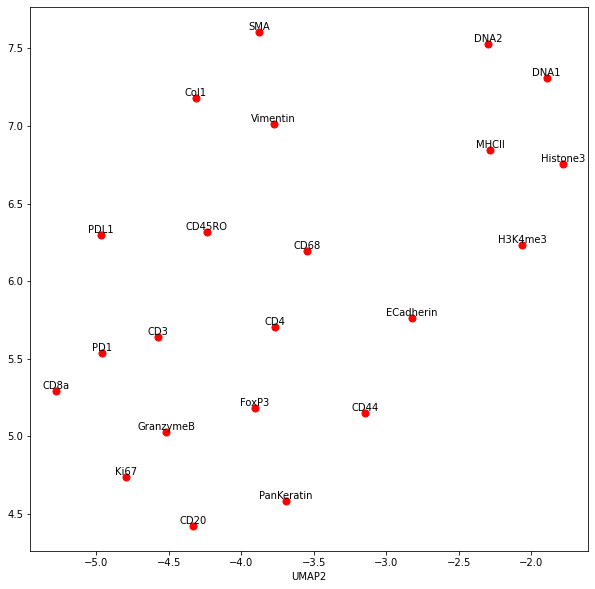 SMA
DNA2
7.5
DNA1
Col1
Vimentin
7.0
MHCII
Histone3
6.5
PDL1
CD45RO
H3K4me3
CD68
6.0
ECadherin
CD4
CD3
PD1
5.5
CD8a
FoxP3
CD44
GranzymeB
5.0
Ki67
PanKeratin
4.5
CD20
−5.0 −4.5 −4.0 −3.5 −3.0 −2.5 −2.0
UMAP2